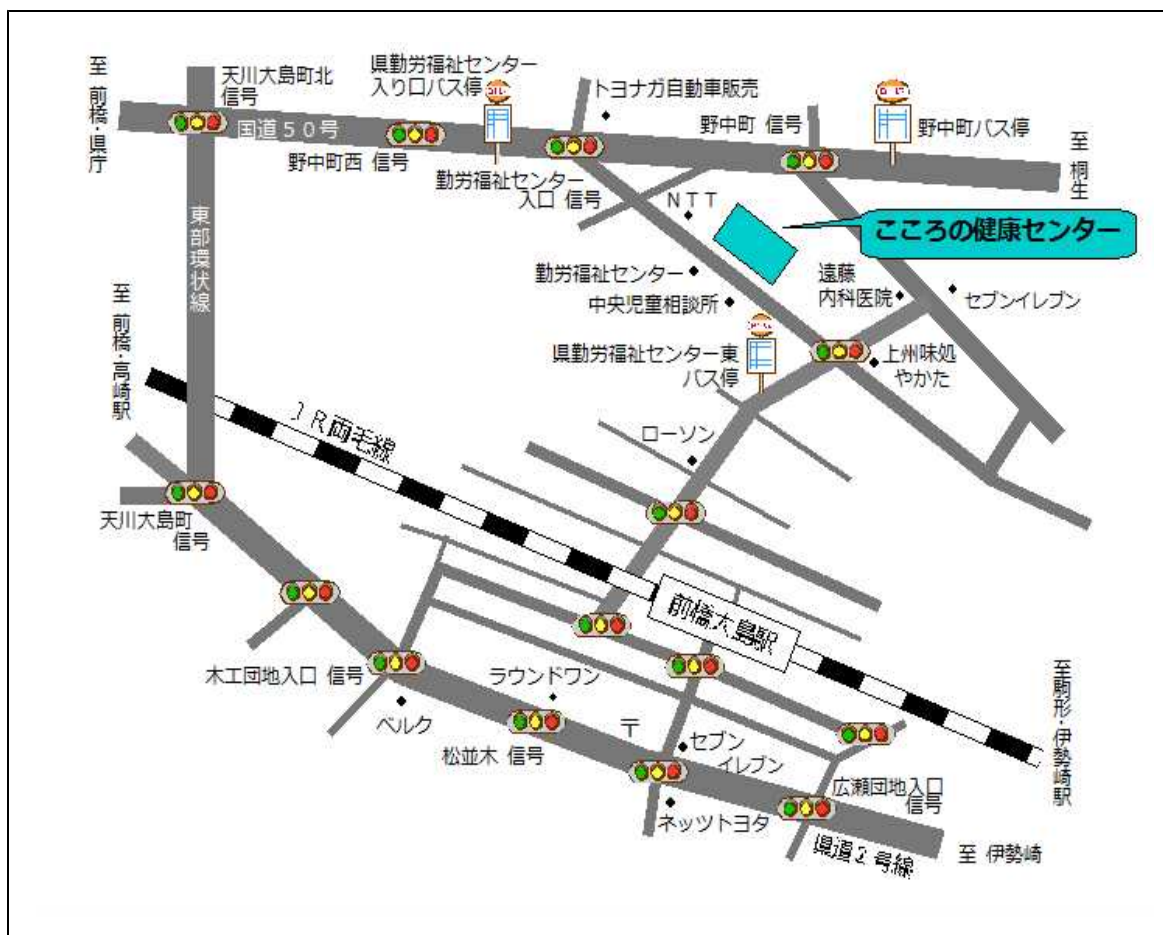 至 前橋・県庁
天川大島町北
信号
国道５０号
県勤労福祉センター
入り口バス停
野中町西 信号
トヨナガ自動車販売
勤労福祉センター
入口 信号
野中町 信号
野中町バス停
至 桐生
ＮＴＴ
こころの健康センター
東部環状線
勤労福祉センター
中央児童相談所
遠藤
内科医院
セブンイレブン
至 前橋・高崎駅
県勤労福祉センター東
バス停
上州味処
やかた
ＪＲ両毛線
ローソン
天川大島町
信号
前橋大島駅
木工団地入口 信号
ベルク
ラウンドワン
松並木 信号
〒
セブン
イレブン
ネッツトヨタ
広瀬団地入口
信号
至 駒形・伊勢崎駅
県道２号線
至 伊勢崎